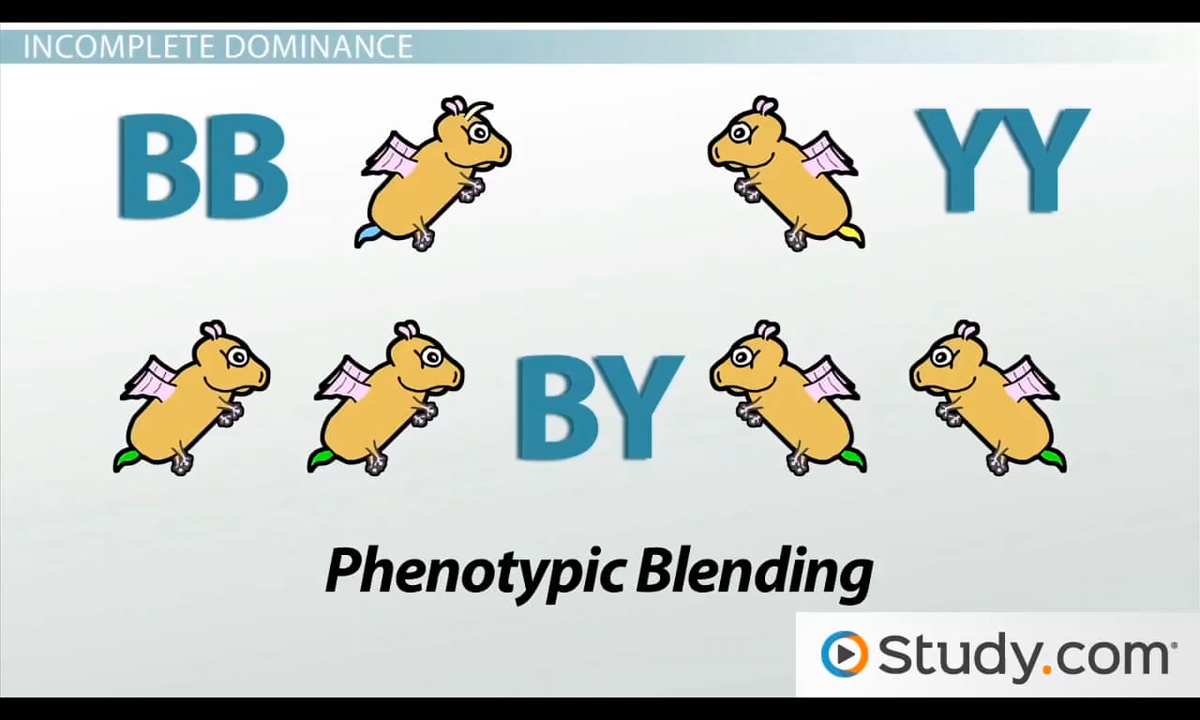 INCOMPLETE DOMINANCE
BB
YY
BY
Phenotypic Blending
Study.com®